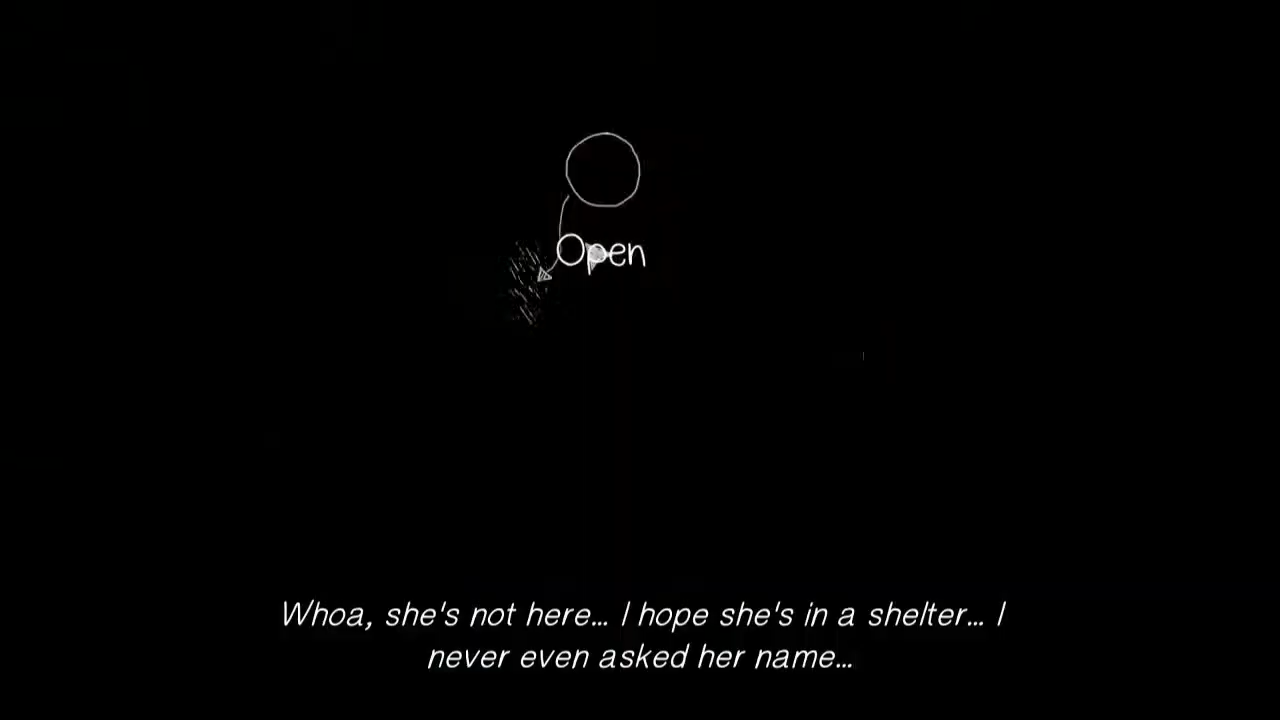 Open
Whoa, she's not here... I hope she's in a shelter... I
never even asked her name...